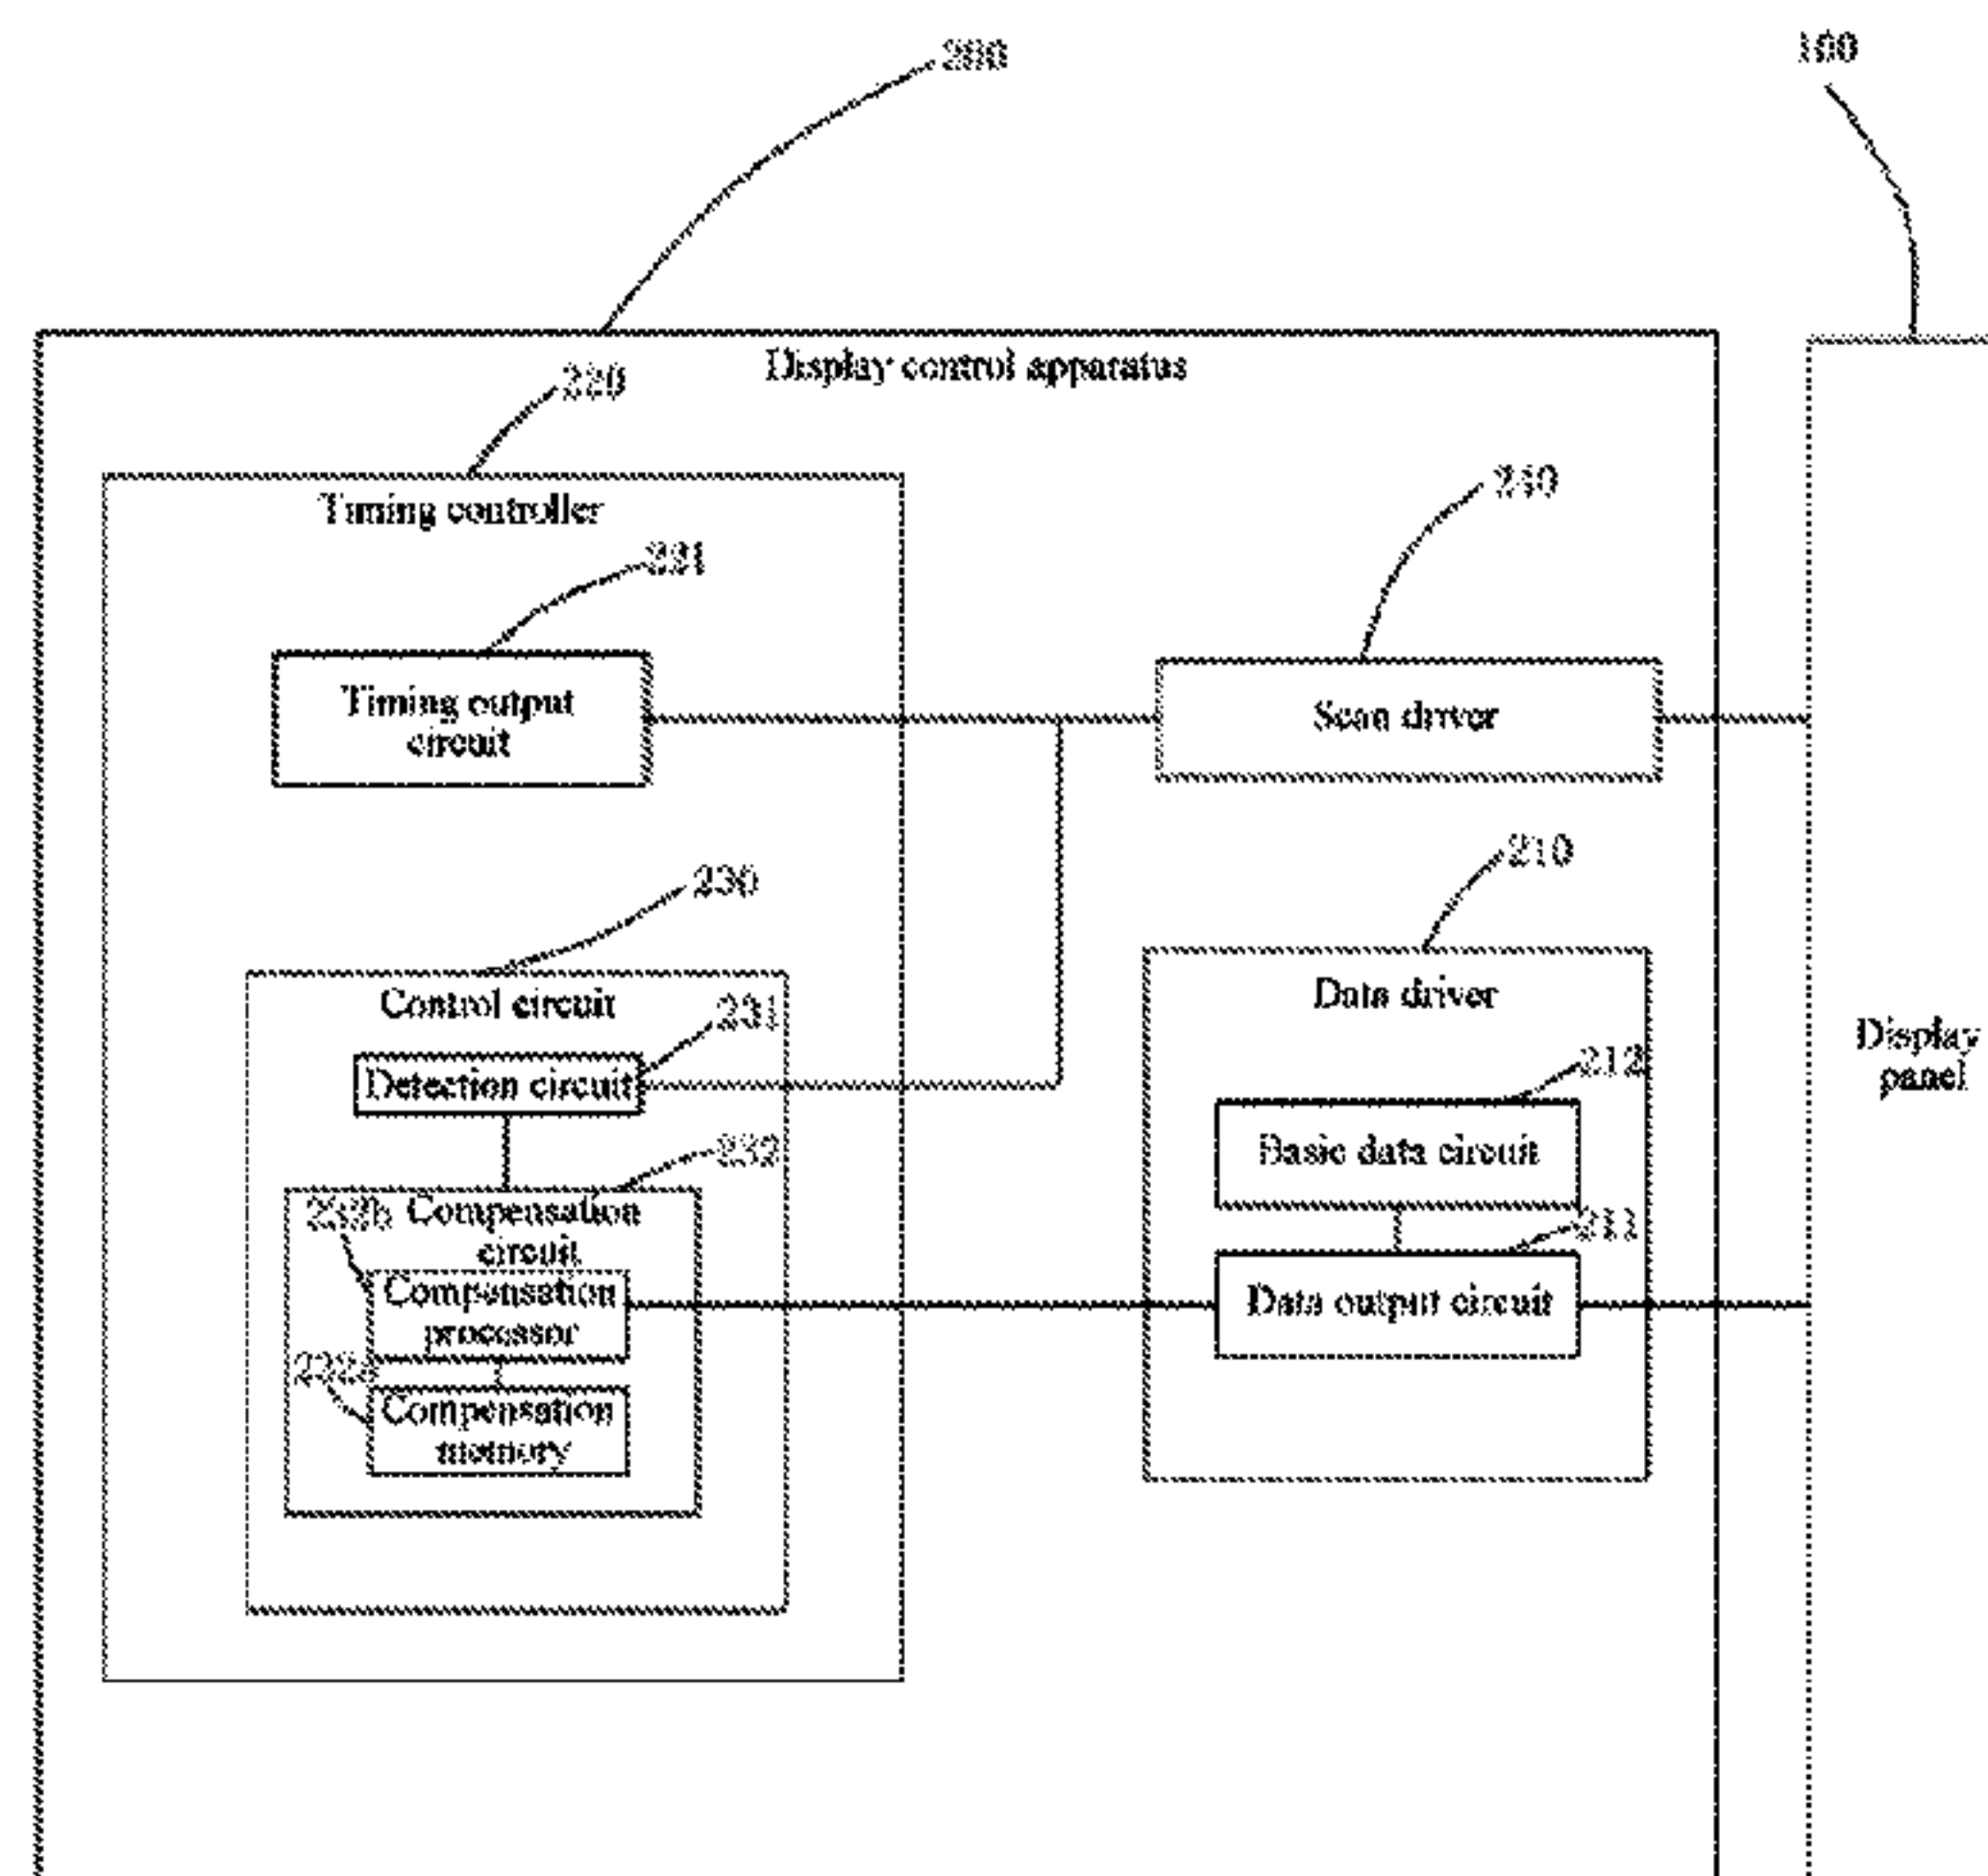 200
100
Display control apparatus
220
Timing controller
240
221
Timing output
circuit
Scan driver
210
230
Control circuit
Data driver
231
Detection circuit
Display
panel
212
Basic data circuit
232
232b
Compensation
circuit
211
Compensation
processor
Data output circuit
232a
Compensation
memory